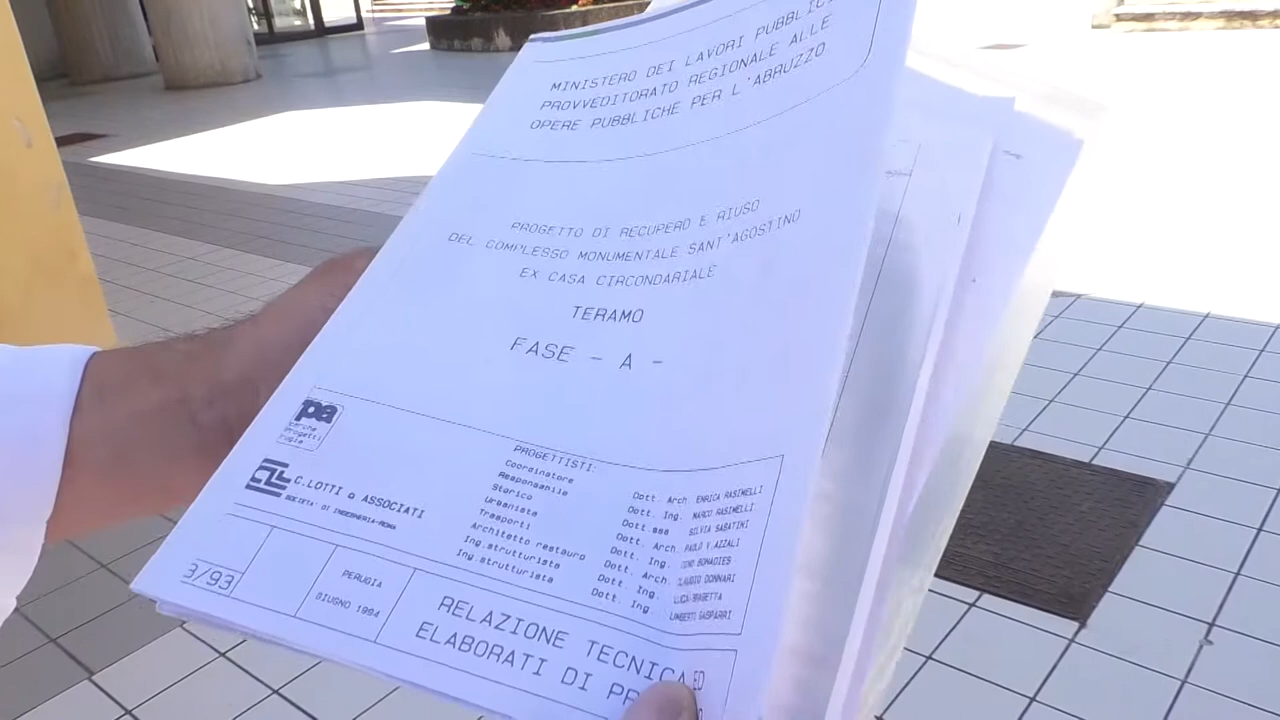 MINISTERO DEI LAVORI PUBBLICI
PROVVEDITORATO REGIONALE ALLE
OPERE PUBBLICHE PER L'ABRUZZO
PROGETTO DI RECUPERO E RIUSO
DEL COMPLESSO MONUMENTALE SANT'AGOSTINO
EX CASA CIRCONDARIALE
TERAMO
FASE - A -
pa
Progetti
C.LOTTI & ASSOCIATI
SOCIETA' DI INGEGNERIA-ROMA
PROGETTISTI:
Coordinatore Dott. Arch. ENRICA RASIMELLI
Responsabile Dott. Ing. MARCO RASIMELLI
Storico Dott.ssa SILVIA SABATINI
Urbanista Dott. Arch. PAOLO V.AZZALI
Trasporti Dott. Ing. BONADIES
Architetto restauro Dott. Arch. CLAUDIO DONNARI
Ing.strutturista Dott. Ing. LUCA BRAGETTA
Ing.strutturista Dott. Ing. UMBERTO GASPARRI
3/93
PERUGIA
GIUGNO 1994
RELAZIONE TECNICA ED
ELABORATI DI